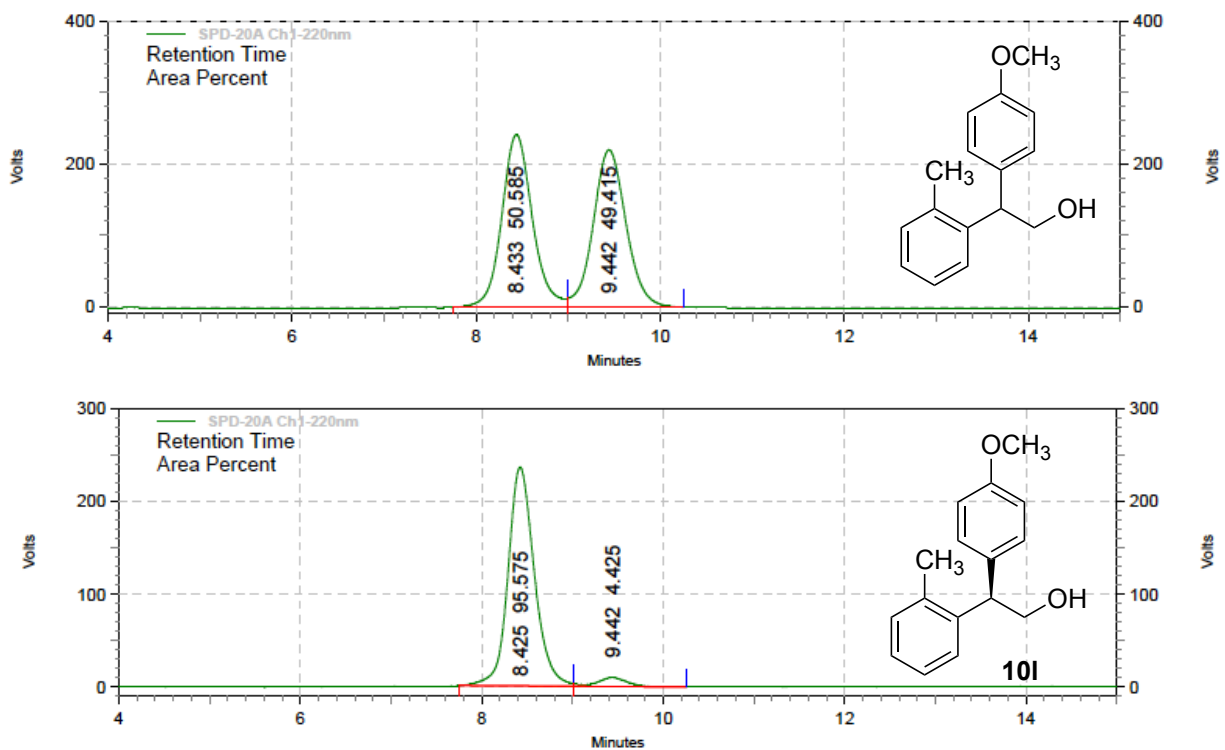 400
200
0
Volts
SPD-20A Ch1-220nm
Retention Time
Area Percent
8.433 50.585
9.442 49.415
OCH3
CH3
OH
400
200
0
Volts
4 6 8 10 12 14
Minutes
300
200
100
0
Volts
SPD-20A Ch1-220nm
Retention Time
Area Percent
8.425 95.575
9.442 4.425
OCH3
CH3
OH
10l
300
200
100
0
Volts
4 6 8 10 12 14
Minutes